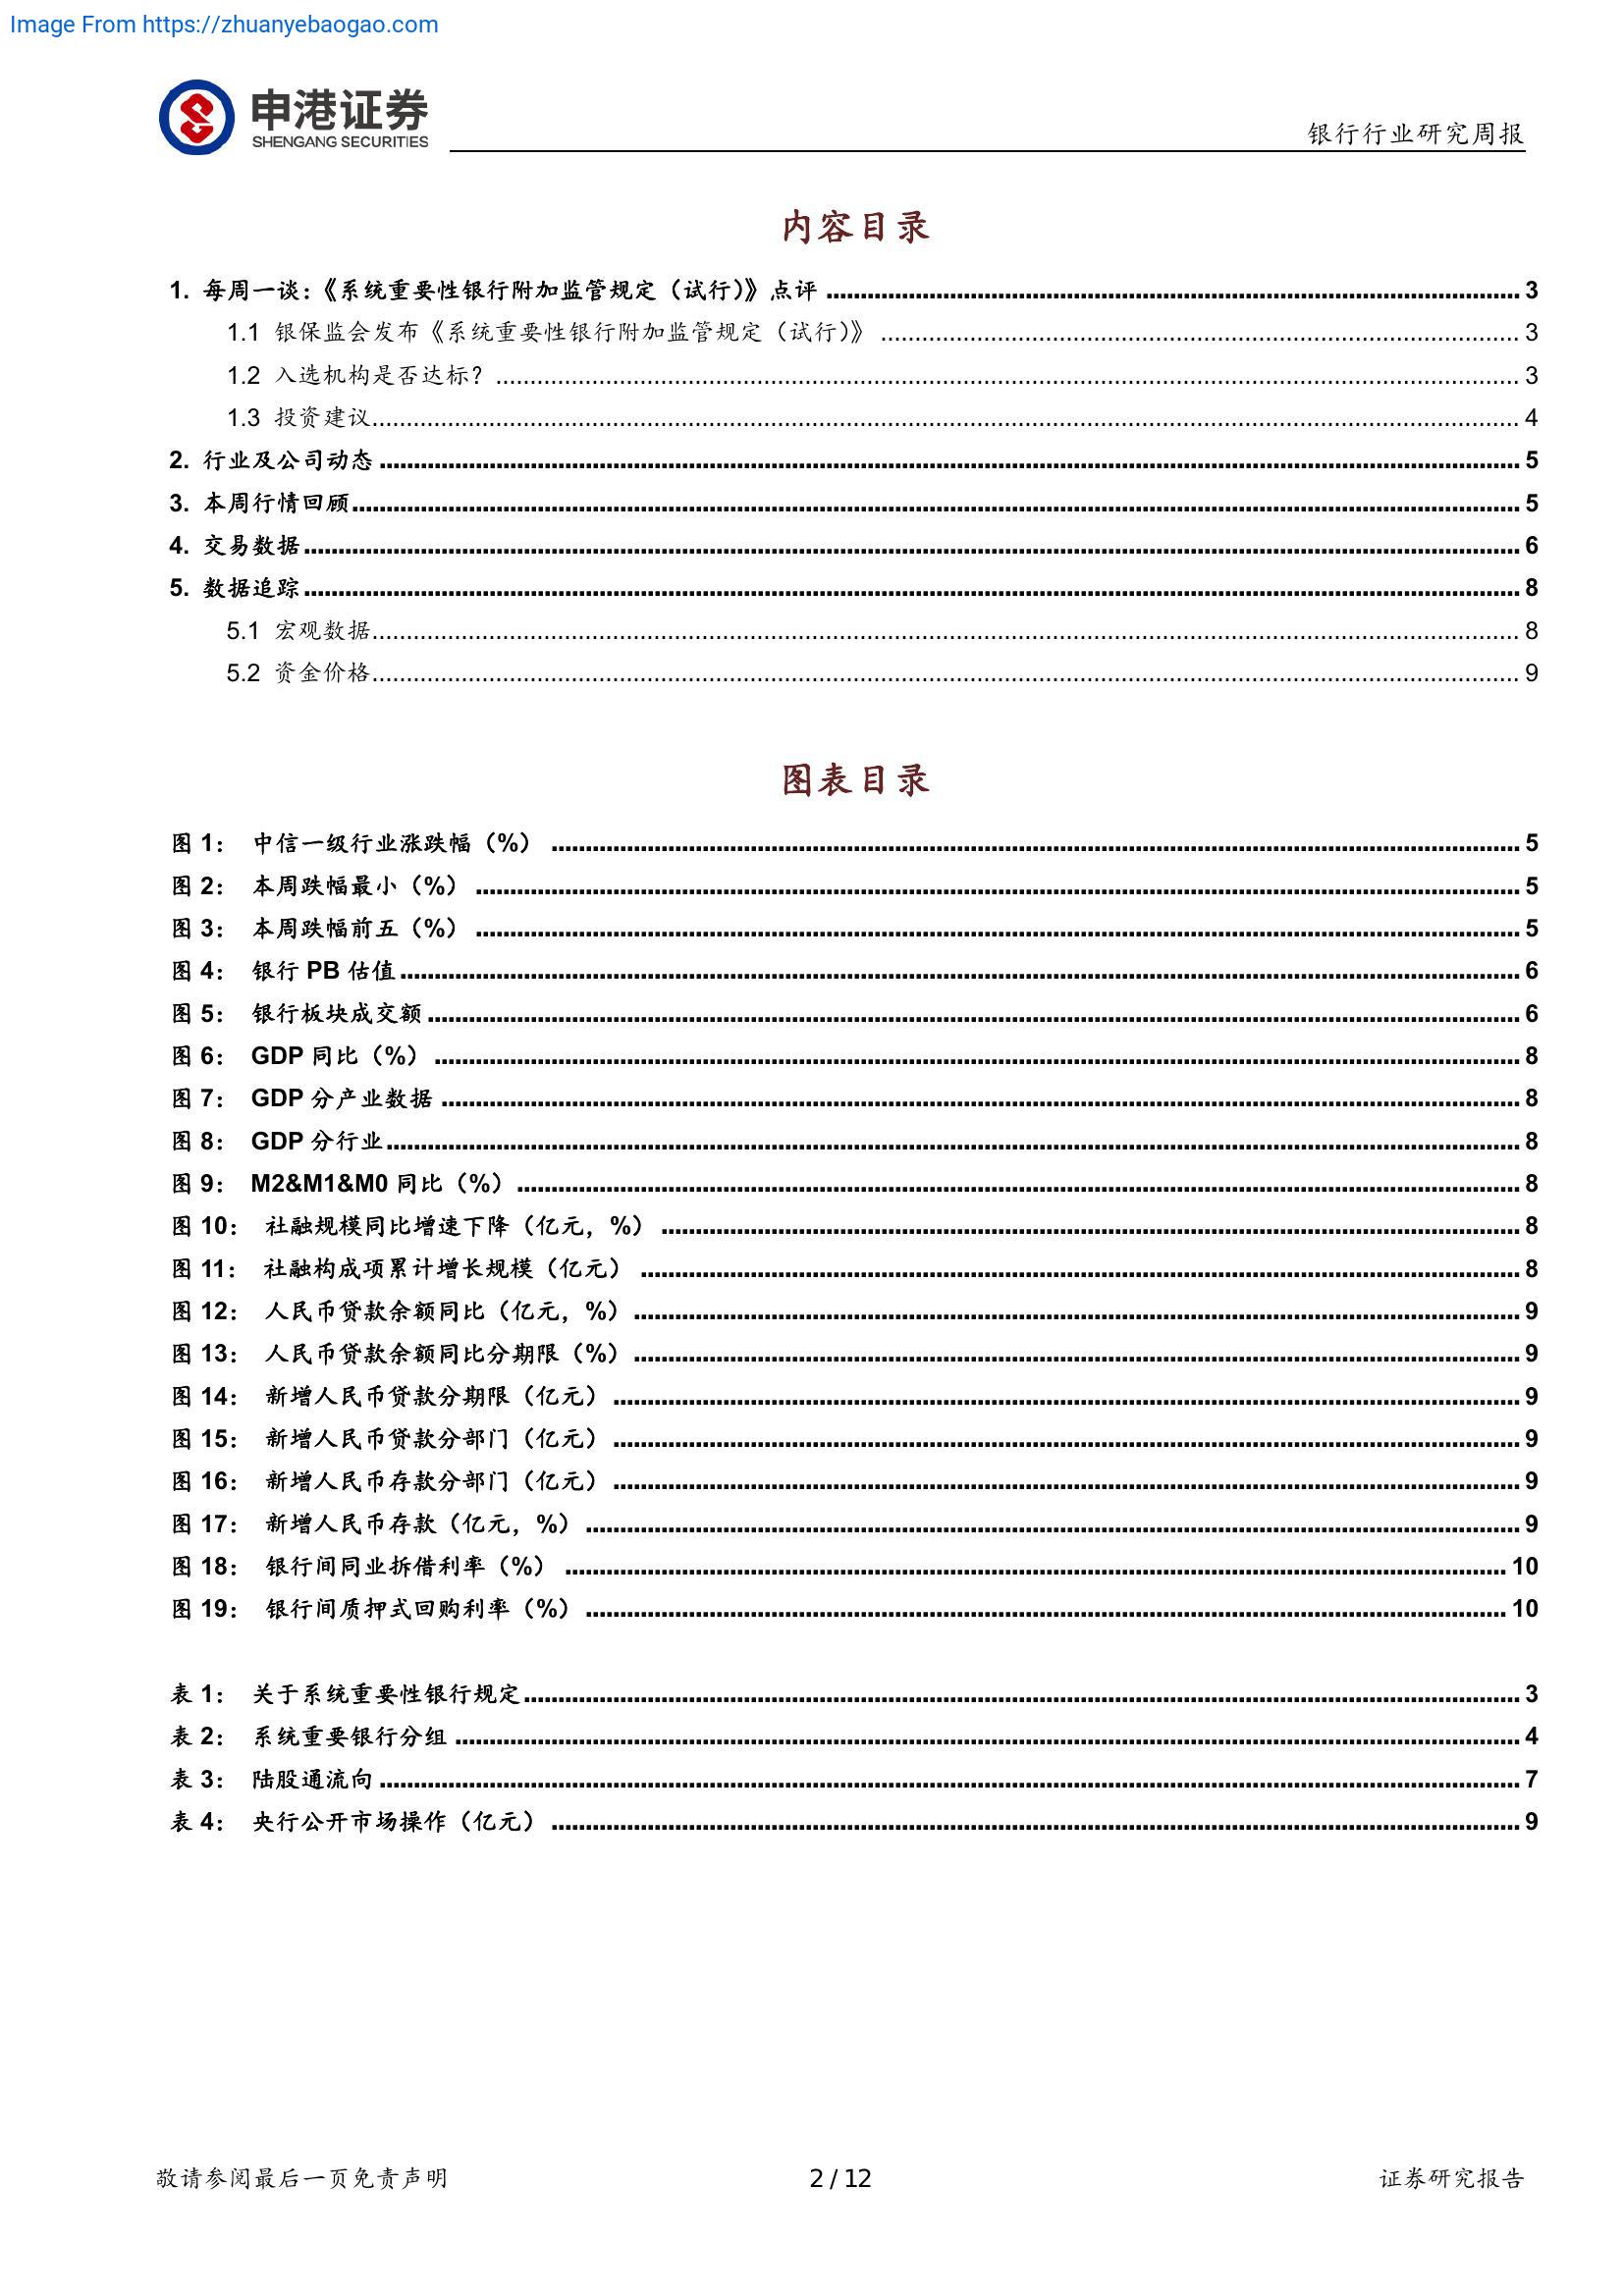 Image From https://zhuanyebaogao.com
申港证券
SHENGANG SECURITIES
银行行业研究周报
内容目录
1. 每周一谈：《系统重要性银行附加监管规定（试行）》点评 3
1.1 银保监会发布《系统重要性银行附加监管规定（试行）》 3
1.2 入选机构是否达标？ 3
1.3 投资建议 4
2. 行业及公司动态 5
3. 本周行情回顾 5
4. 交易数据 6
5. 数据追踪 8
5.1 宏观数据 8
5.2 资金价格 9
图表目录
图 1： 中信一级行业涨跌幅（%） 5
图 2： 本周跌幅最小（%） 5
图 3： 本周跌幅前五（%） 5
图 4： 银行 PB 估值 6
图 5： 银行板块成交额 6
图 6： GDP 同比（%） 8
图 7： GDP 分产业数据 8
图 8： GDP 分行业 8
图 9： M2&M1&M0 同比（%） 8
图 10： 社融规模同比增速下降（亿元，%） 8
图 11： 社融构成项累计增长规模（亿元） 8
图 12： 人民币贷款余额同比（亿元，%） 9
图 13： 人民币贷款余额同比分期限（%） 9
图 14： 新增人民币贷款分期限（亿元） 9
图 15： 新增人民币贷款分部门（亿元） 9
图 16： 新增人民币存款分部门（亿元） 9
图 17： 新增人民币存款（亿元，%） 9
图 18： 银行间同业拆借利率（%） 10
图 19： 银行间质押式回购利率（%） 10
表 1： 关于系统重要性银行规定 3
表 2： 系统重要银行分组 4
表 3： 陆股通流向 7
表 4： 央行公开市场操作（亿元） 9
敬请参阅最后一页免责声明
2 / 12
证券研究报告